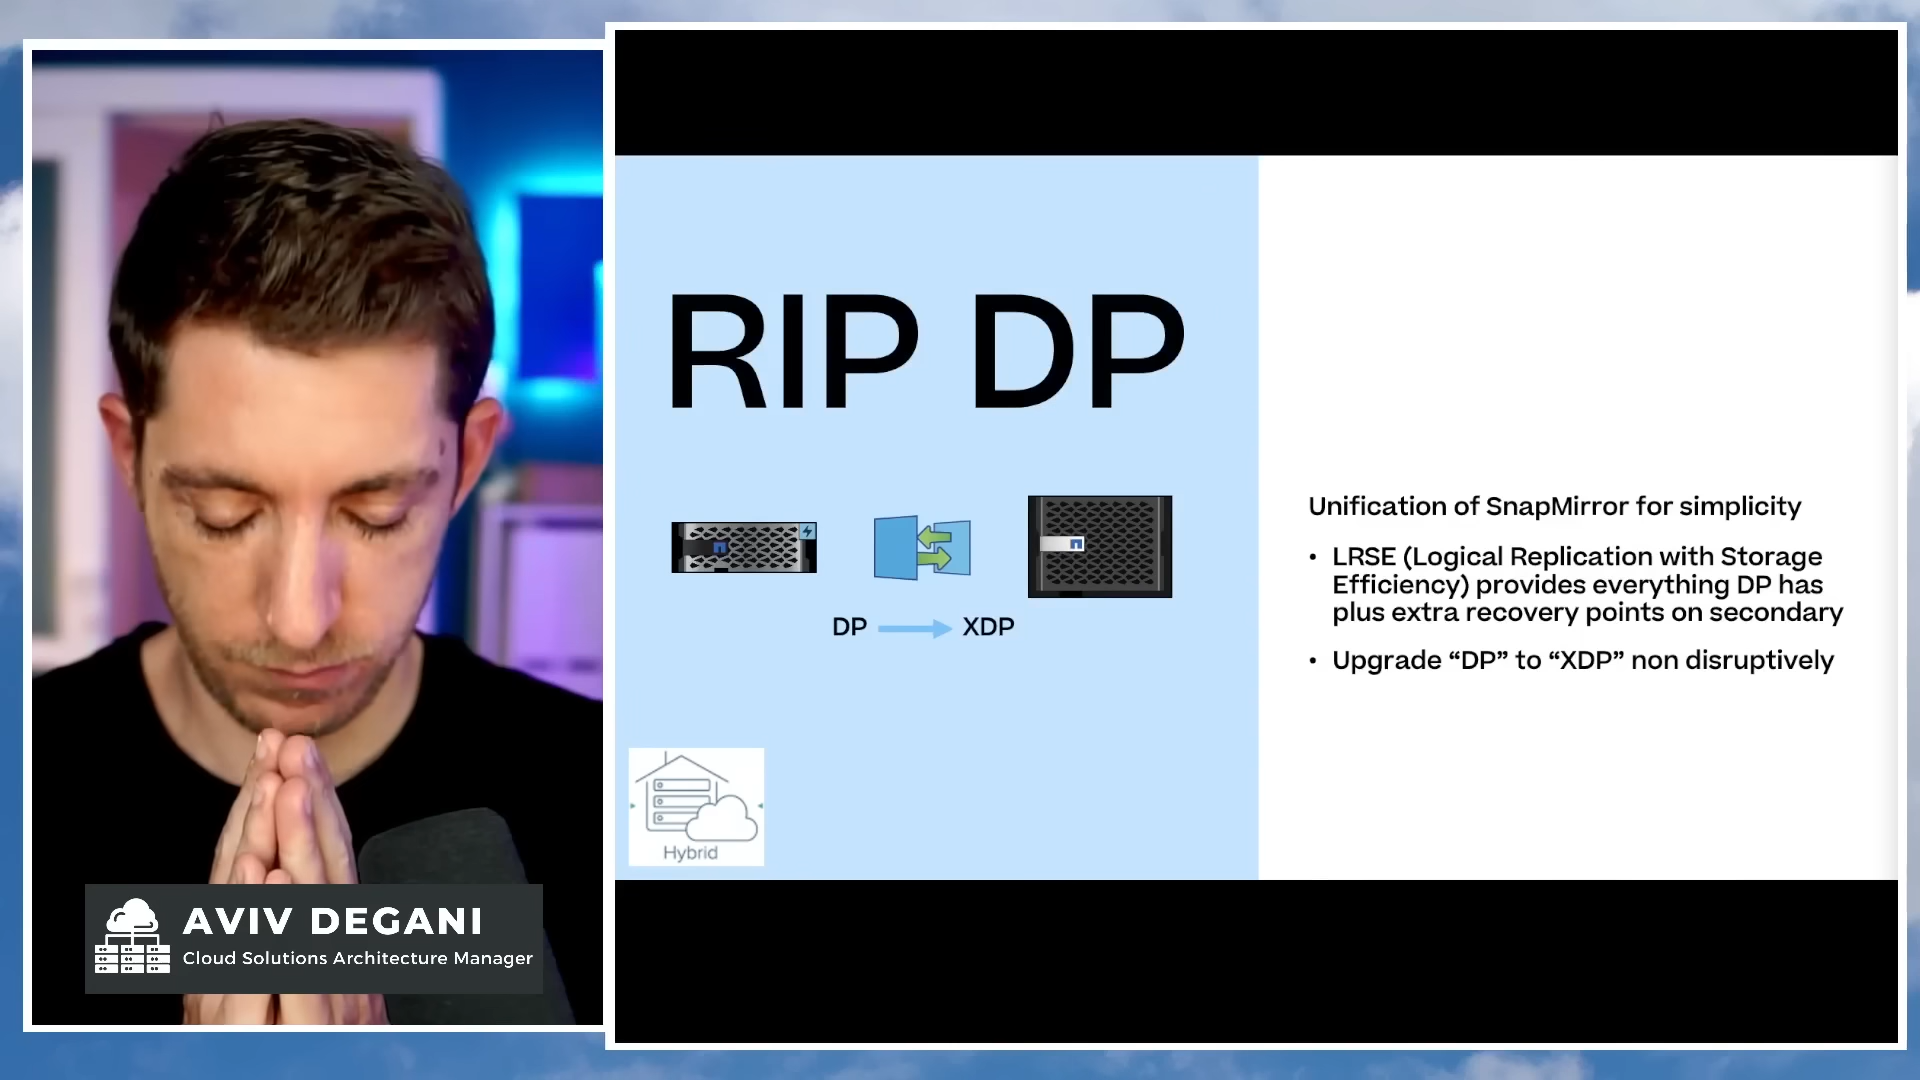 RIP DP
DP
XDP
Hybrid
Unification of SnapMirror for simplicity
• LRSE (Logical Replication with Storage
Efficiency) provides everything DP has
plus extra recovery points on secondary
• Upgrade “DP” to “XDP” non disruptively
AVIV DEGANI
Cloud Solutions Architecture Manager